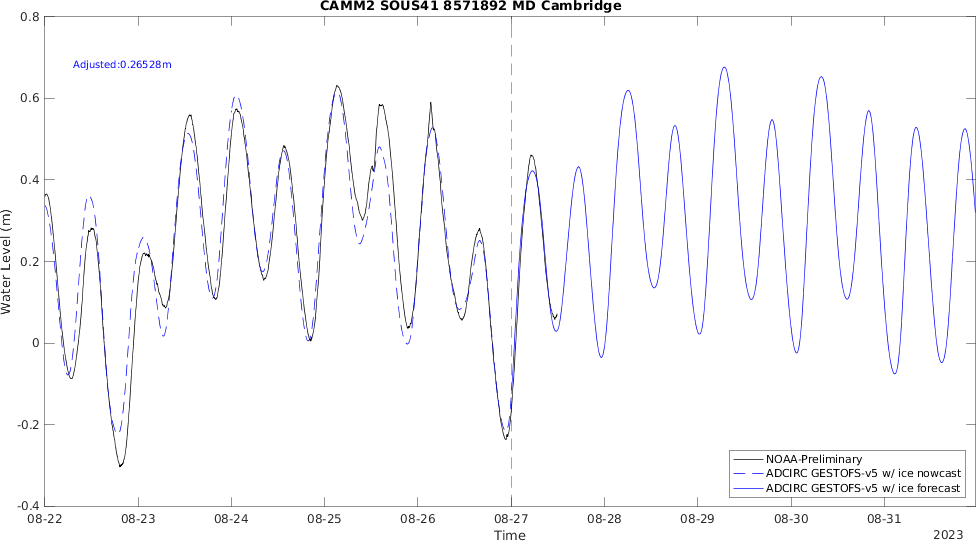 CAMM2 SOUS41 8571892 MD Cambridge
Adjusted:0.26528m
0.8
0.6
0.4
0.2
0
-0.2
-0.4
Water Level (m)
NOAA-Preliminary
ADCIRC GESTOFS-v5 w/ ice nowcast
ADCIRC GESTOFS-v5 w/ ice forecast
08-22 08-23 08-24 08-25 08-26 08-27 08-28 08-29 08-30 08-31
Time
2023